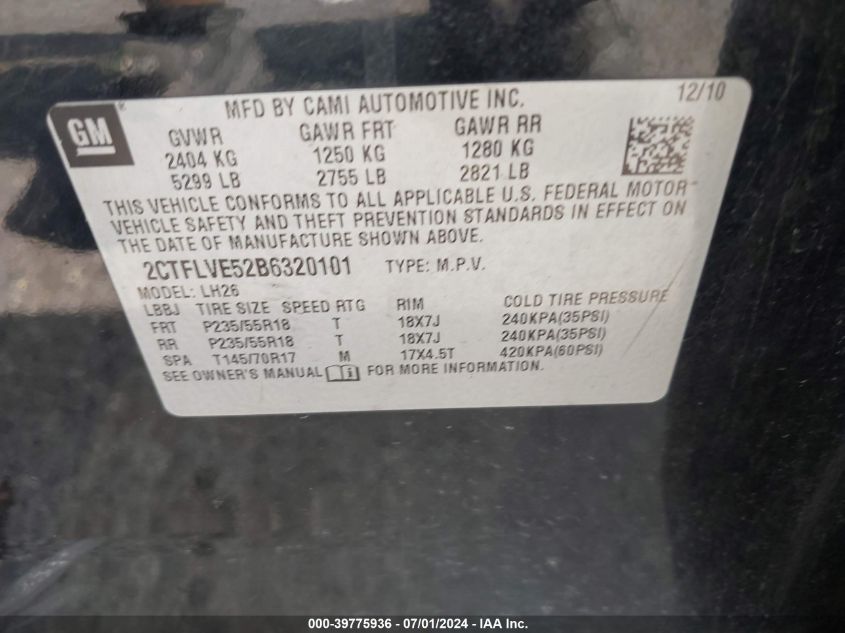 GM
MFD BY CAMI AUTOMOTIVE INC. 12/10
GVWR GAWR FRT GAWR RR
2404 KG 1250 KG 1280 KG
5299 LB 2755 LB 2821 LB
THIS VEHICLE CONFORMS TO ALL APPLICABLE U.S. FEDERAL MOTOR
VEHICLE SAFETY AND THEFT PREVENTION STANDARDS IN EFFECT ON
THE DATE OF MANUFACTURE SHOWN ABOVE.
2CTFLVE52B6320101 TYPE: M.P.V.
MODEL: LH26
LBBJ TIRE SIZE SPEED RTG RIM COLD TIRE PRESSURE
FRT P235/55R18 T 18X7J 240KPA(35PSI)
RR P235/55R18 T 18X7J 240KPA(35PSI)
SPA T145/70R17 M 17X4.5T 420KPA(60PSI)
SEE OWNER'S MANUAL FOR MORE INFORMATION.
000-39775936 - 07/01/2024 - IAA Inc.